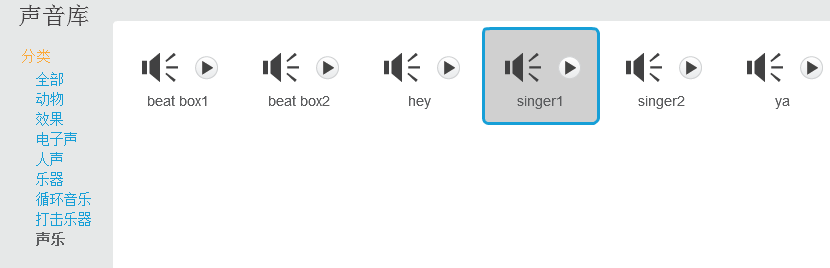 声音库
分类
全部
动物
效果
电子声
人声
乐器
循环音乐
打击乐器
声乐
beat box1
beat box2
hey
singer1
singer2
ya